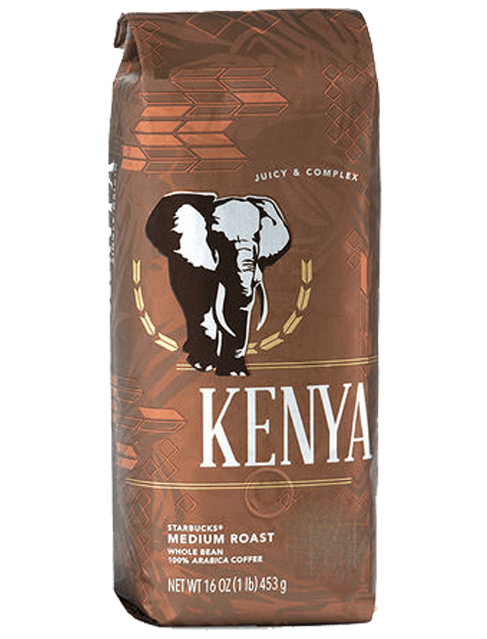 JUICY & COMPLEX
KENYA
STARBUCKS®
MEDIUM ROAST
WHOLE BEAN
100% ARABICA COFFEE
NET WT 16 OZ (1 lb) 453 g